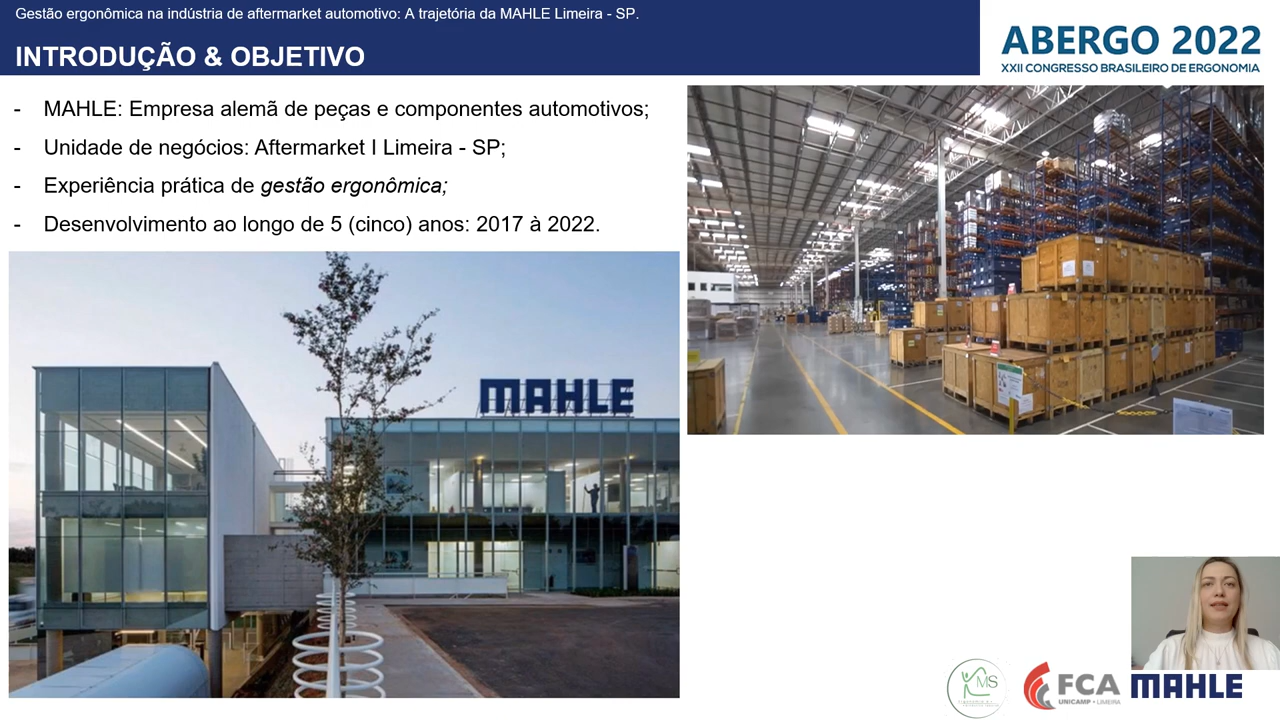 Gestão ergonômica na indústria de aftermarket automotivo: A trajetória da MAHLE Limeira - SP.
INTRODUÇÃO & OBJETIVO
ABERGO 2022
XXII CONGRESSO BRASILEIRO DE ERGONOMIA
- MAHLE: Empresa alemã de peças e componentes automotivos;
- Unidade de negócios: Aftermarket I Limeira - SP;
- Experiência prática de gestão ergonômica;
- Desenvolvimento ao longo de 5 (cinco) anos: 2017 à 2022.
MAHLE
MS
FCA
UNICAMP • LIMEIRA
MAHLE